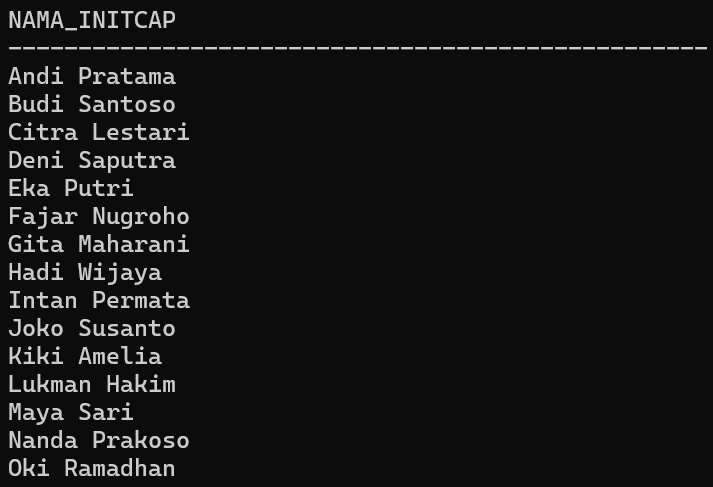 NAMA_INITCAP
--------------------------------------------------
Andi Pratama
Budi Santoso
Citra Lestari
Deni Saputra
Eka Putri
Fajar Nugroho
Gita Maharani
Hadi Wijaya
Intan Permata
Joko Susanto
Kiki Amelia
Lukman Hakim
Maya Sari
Nanda Prakoso
Oki Ramadhan